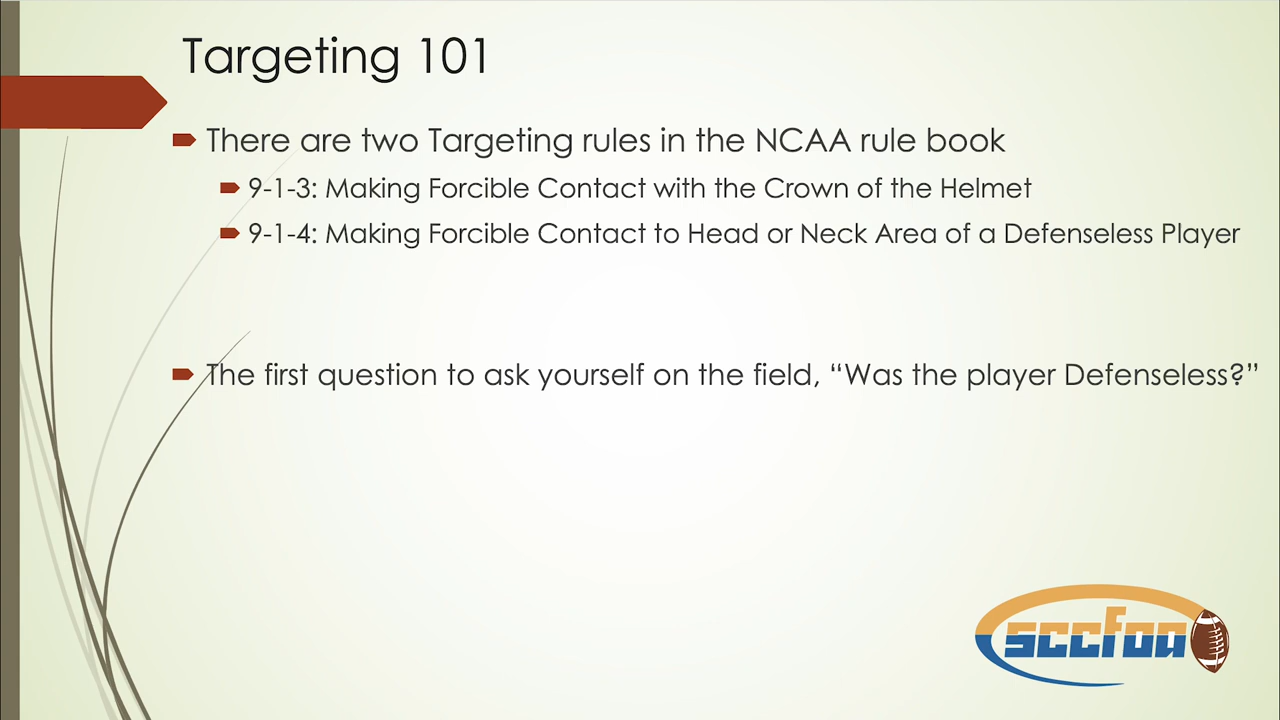 Targeting 101
There are two Targeting rules in the NCAA rule book
9-1-3: Making Forcible Contact with the Crown of the Helmet
9-1-4: Making Forcible Contact to Head or Neck Area of a Defenseless Player
The first question to ask yourself on the field, “Was the player Defenseless?”
sccfoa